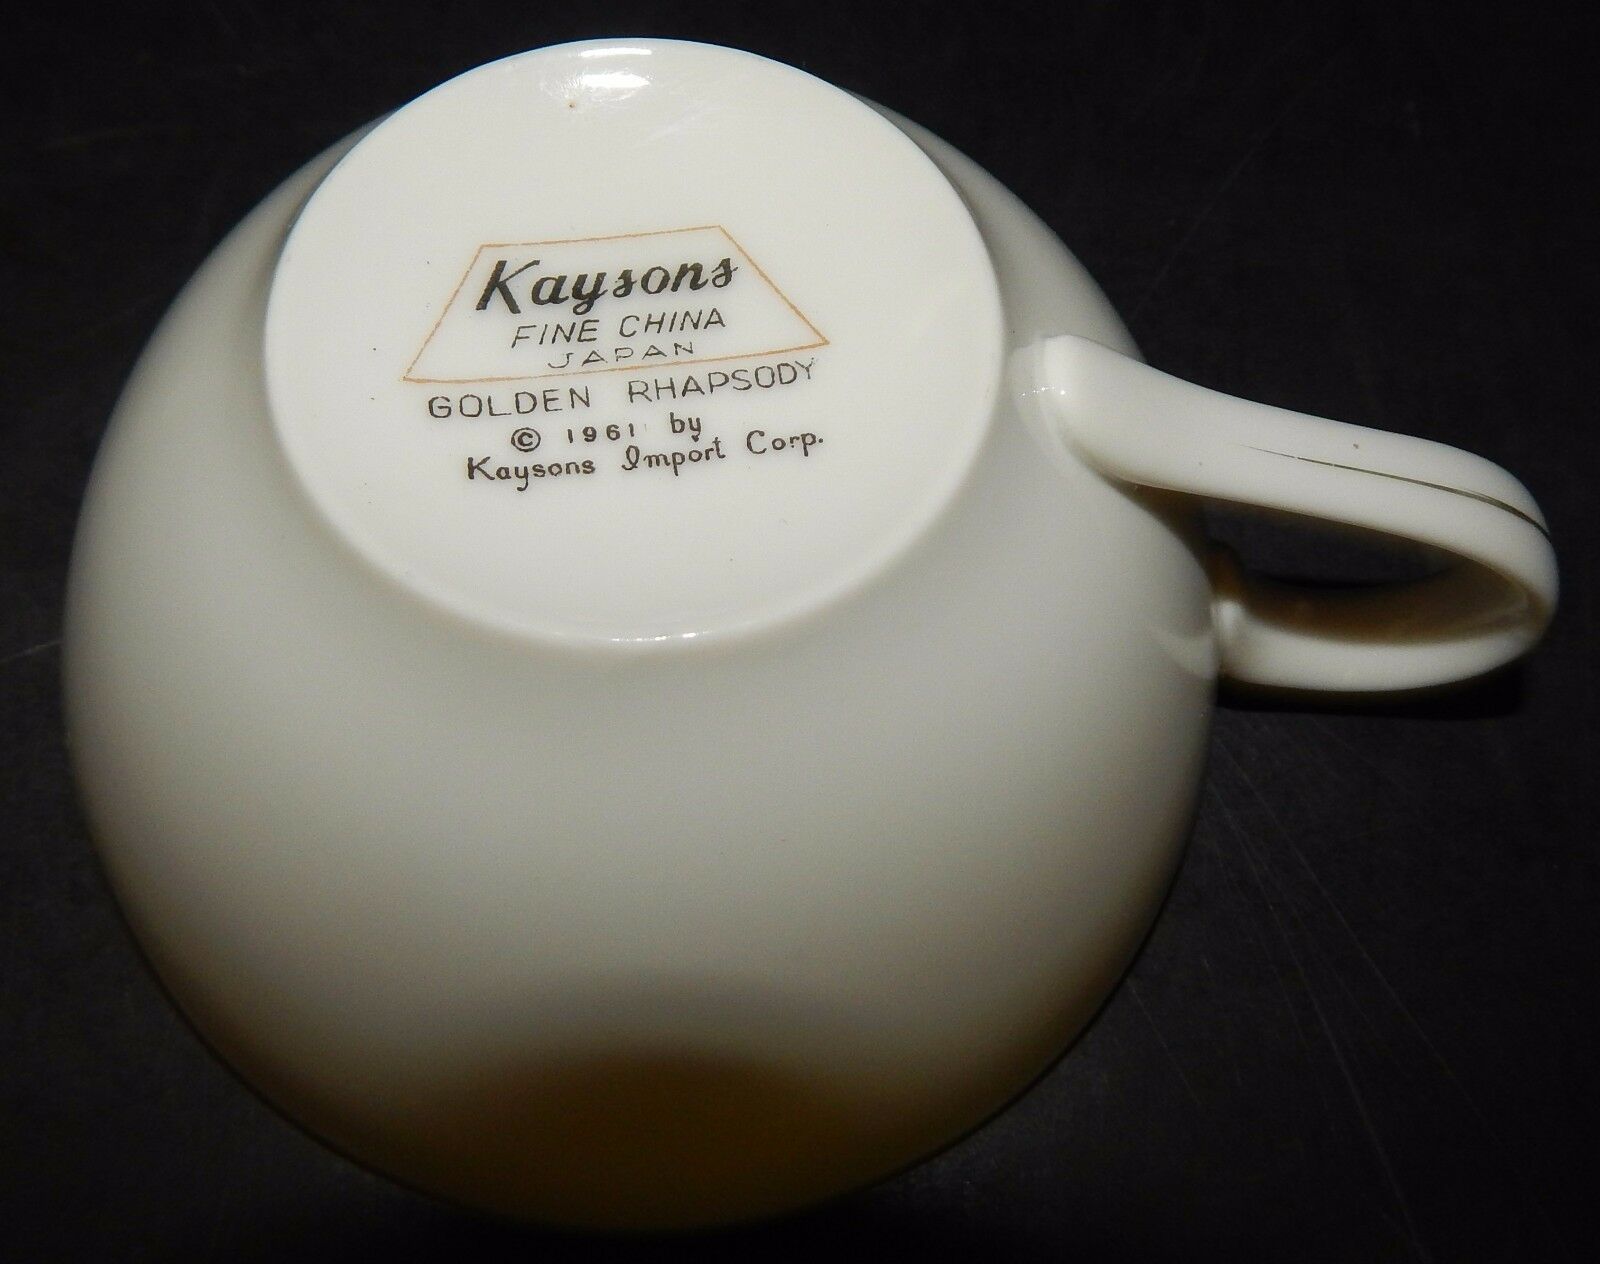 Kaysons
FINE CHINA
JAPAN
GOLDEN RHAPSODY
© 1961 by
Kaysons Import Corp.